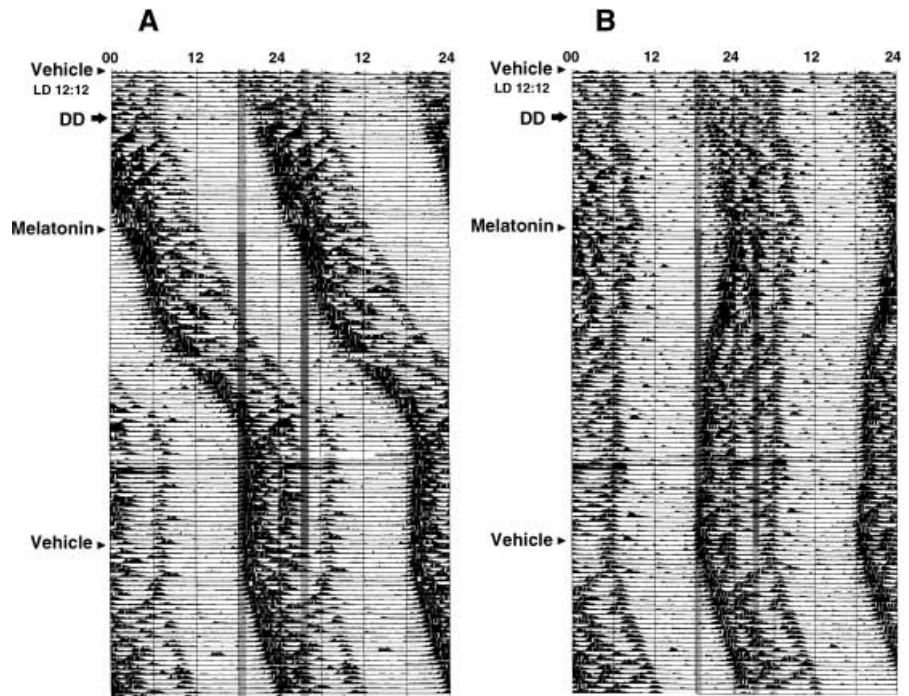 A
B
00 12 24 12 24
00 12 24 12 24
Vehicle
LD 12:12
DD
Melatonin
Vehicle
Vehicle
LD 12:12
DD
Melatonin
Vehicle